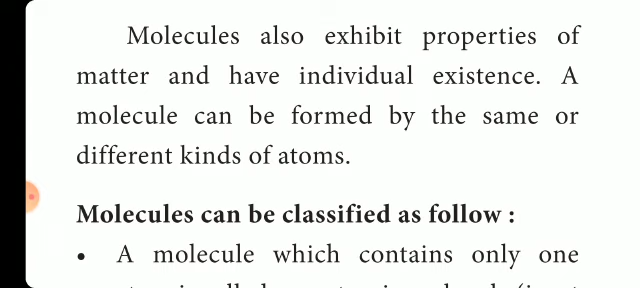 Molecules also exhibit properties of
matter and have individual existence. A
molecule can be formed by the same or
different kinds of atoms.
Molecules can be classified as follow :
• A molecule which contains only one